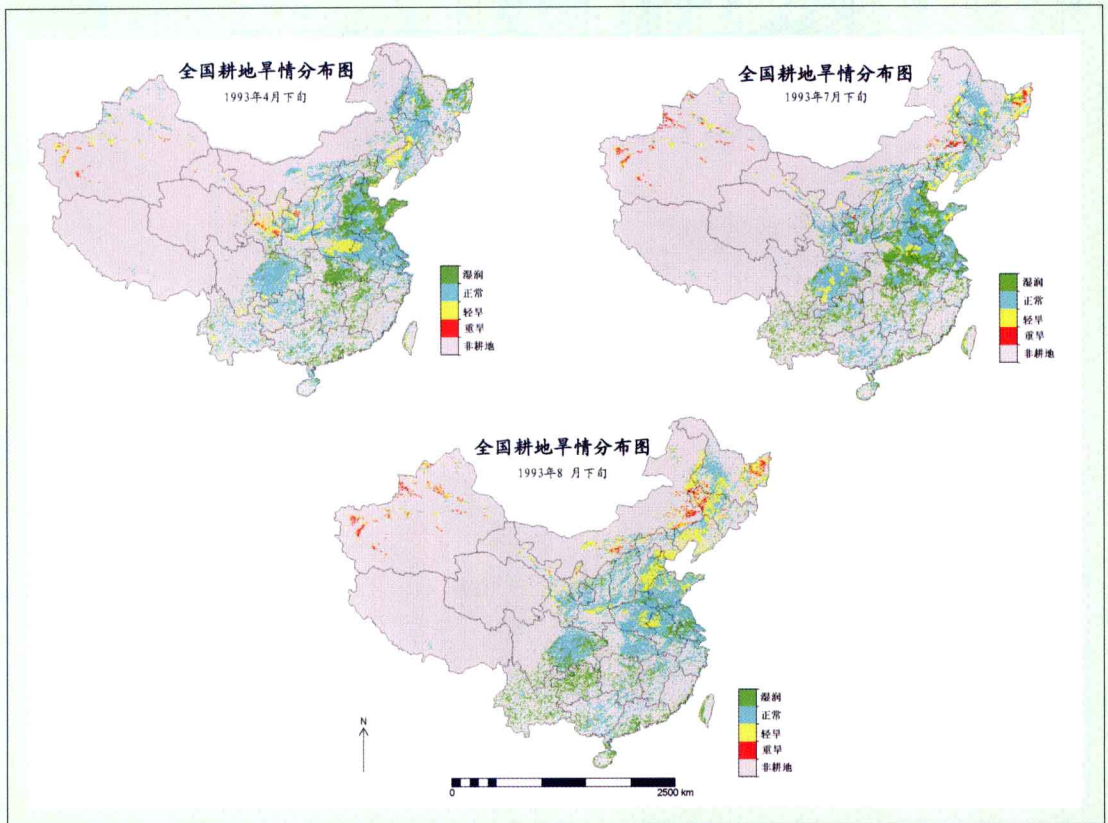 全国耕地旱情分布图
1993年4月下旬
湿润
正常
轻旱
重旱
非耕地
全国耕地旱情分布图
1993年7月下旬
湿润
正常
轻旱
重旱
非耕地
全国耕地旱情分布图
1993年8 月下旬
湿润
正常
轻旱
重旱
非耕地
N
0 2500 km